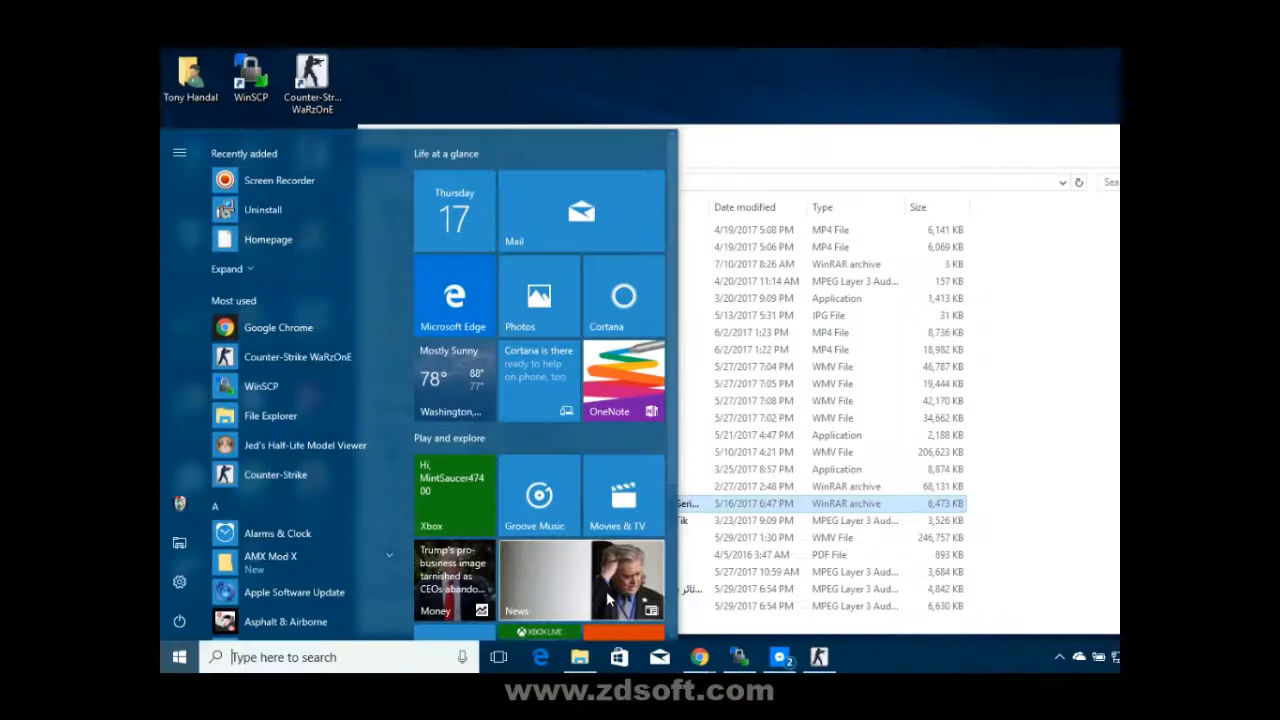 Tony Handal
WinSCP
Counter-Str...
WaRzOnE
Recently added
Screen Recorder
Uninstall
Homepage
Expand
Most used
Google Chrome
Counter-Strike WaRzOnE
WinSCP
File Explorer
Jed's Half-Life Model Viewer
Counter-Strike
A
Alarms & Clock
AMX Mod X
New
Apple Software Update
Asphalt 8: Airborne
Life at a glance
Thursday
17
Mail
Microsoft Edge
Photos
Cortana
Mostly Sunny
78°
88°
77°
Washington,...
Cortana is there
ready to help
on phone, too
OneNote
Play and explore
Hi,
MintSaucer474
00
Xbox
Groove Music
Movies & TV
Trump's pro-
business image
tarnished as
CEOs abando...
Money
News
XBOX LIVE
Sea
Date modified Type Size
4/19/2017 5:08 PM MP4 File 6,141 KB
4/19/2017 5:06 PM MP4 File 6,069 KB
7/10/2017 8:26 AM WinRAR archive 3 KB
4/20/2017 11:14 AM MPEG Layer 3 Aud... 157 KB
3/20/2017 9:09 PM Application 1,413 KB
5/13/2017 5:31 PM JPG File 31 KB
6/2/2017 1:23 PM MP4 File 8,736 KB
6/2/2017 1:22 PM MP4 File 18,982 KB
5/27/2017 7:04 PM WMV File 46,787 KB
5/27/2017 7:05 PM WMV File 19,444 KB
5/27/2017 7:08 PM WMV File 42,170 KB
5/27/2017 7:02 PM WMV File 34,662 KB
5/21/2017 4:47 PM Application 2,188 KB
5/10/2017 4:21 PM WMV File 206,623 KB
3/25/2017 8:57 PM Application 8,874 KB
2/27/2017 2:48 PM WinRAR archive 68,131 KB
Seri... 5/16/2017 6:47 PM WinRAR archive 6,473 KB
Tik 3/23/2017 9:09 PM MPEG Layer 3 Aud... 3,526 KB
5/29/2017 1:30 PM WMV File 246,757 KB
4/5/2016 3:47 AM PDF File 893 KB
5/27/2017 10:59 AM MPEG Layer 3 Aud... 3,684 KB
5/29/2017 6:54 PM MPEG Layer 3 Aud... 4,842 KB
5/29/2017 6:54 PM MPEG Layer 3 Aud... 6,630 KB
Type here to search
2
www.zdsoft.com